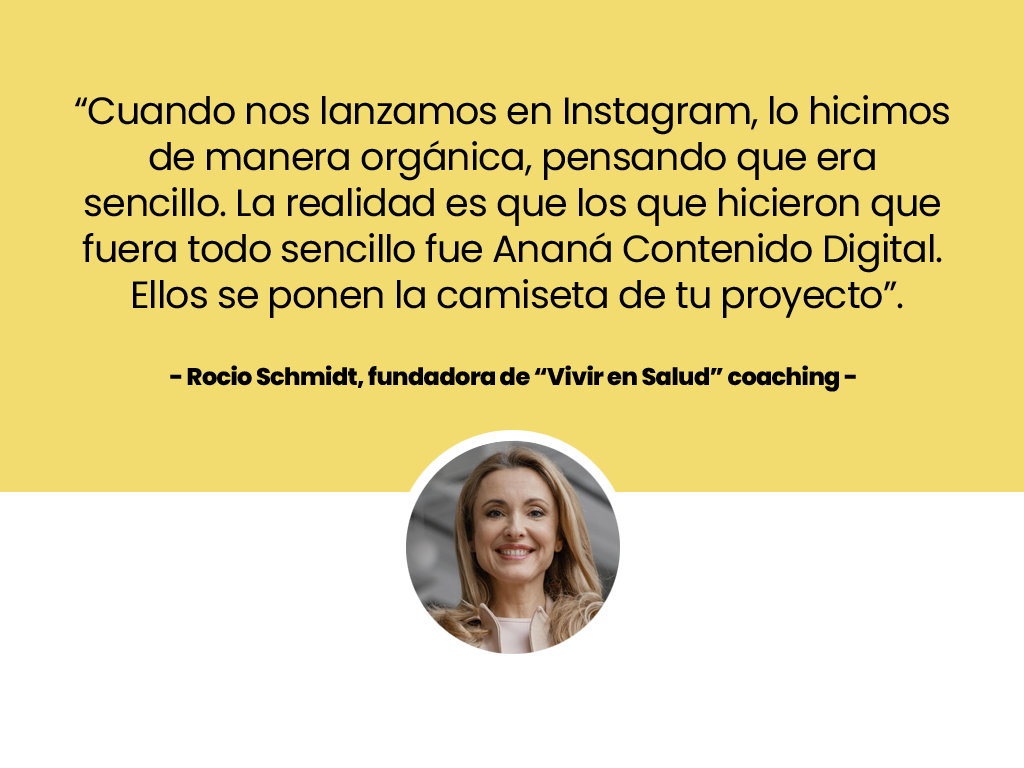 “Cuando nos lanzamos en Instagram, lo hicimos
de manera orgánica, pensando que era
sencillo. La realidad es que los que hicieron que
fuera todo sencillo fue Ananá Contenido Digital.
Ellos se ponen la camiseta de tu proyecto”.
- Rocio Schmidt, fundadora de “Vivir en Salud” coaching -